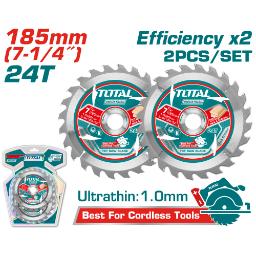 185mm
(7-1/4˝)
24T
Efficiency x2
2PCS/SET
TOTAL
TOTAL
Ultrathin:1.0mm
Best For Cordless Tools